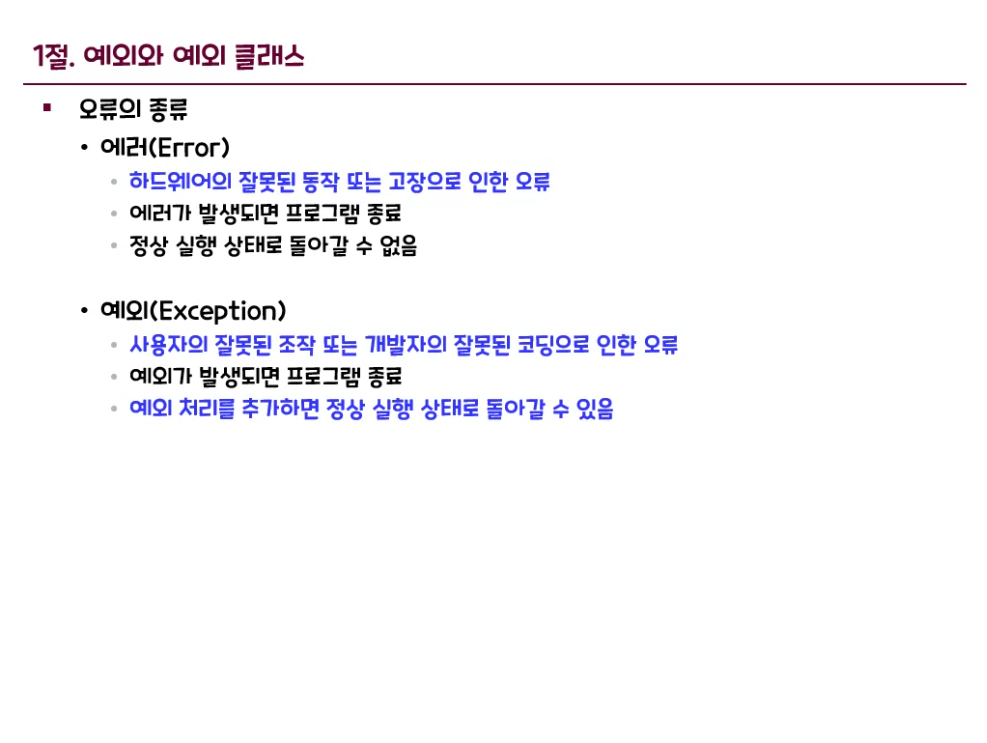 1절. 예외와 예외 클래스
▪ 오류의 종류
• 에러(Error)
• 하드웨어의 잘못된 동작 또는 고장으로 인한 오류
• 에러가 발생되면 프로그램 종료
• 정상 실행 상태로 돌아갈 수 없음
• 예외(Exception)
• 사용자의 잘못된 조작 또는 개발자의 잘못된 코딩으로 인한 오류
• 예외가 발생되면 프로그램 종료
• 예외 처리를 추가하면 정상 실행 상태로 돌아갈 수 있음